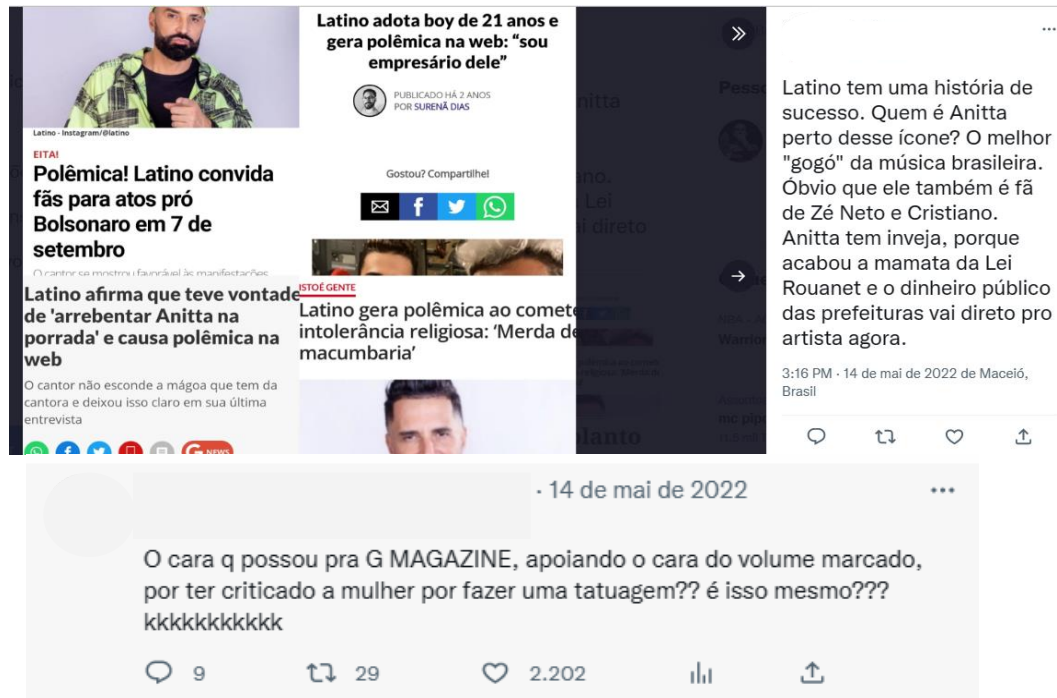 Latino - Instagram/@latino
EITA!
Polêmica! Latino convida
fãs para atos pró
Bolsonaro em 7 de
setembro
O cantor se mostrou favorável às manifestações
Latino afirma que teve vontade
de 'arrebentar Anitta na
porrada' e causa polêmica na
web
O cantor não esconde a mágoa que tem da
cantora e deixou isso claro em sua última
entrevista
G NEWS
Latino adota boy de 21 anos e
gera polêmica na web: “sou
empresário dele”
PUBLICADO HÁ 2 ANOS
POR SURENÃ DIAS
Gostou? Compartilhe!
ISTOÉ GENTE
Latino gera polêmica ao comete
intolerância religiosa: ‘Merda de
macumbaria’
Latino tem uma história de
sucesso. Quem é Anitta
perto desse ícone? O melhor
"gogó" da música brasileira.
Óbvio que ele também é fã
de Zé Neto e Cristiano.
Anitta tem inveja, porque
acabou a mamata da Lei
Rouanet e o dinheiro público
das prefeituras vai direto pro
artista agora.
3:16 PM · 14 de mai de 2022 de Maceió,
Brasil
· 14 de mai de 2022
O cara q possou pra G MAGAZINE, apoiando o cara do volume marcado,
por ter criticado a mulher por fazer uma tatuagem?? é isso mesmo???
kkkkkkkkkkk
9 29 2.202